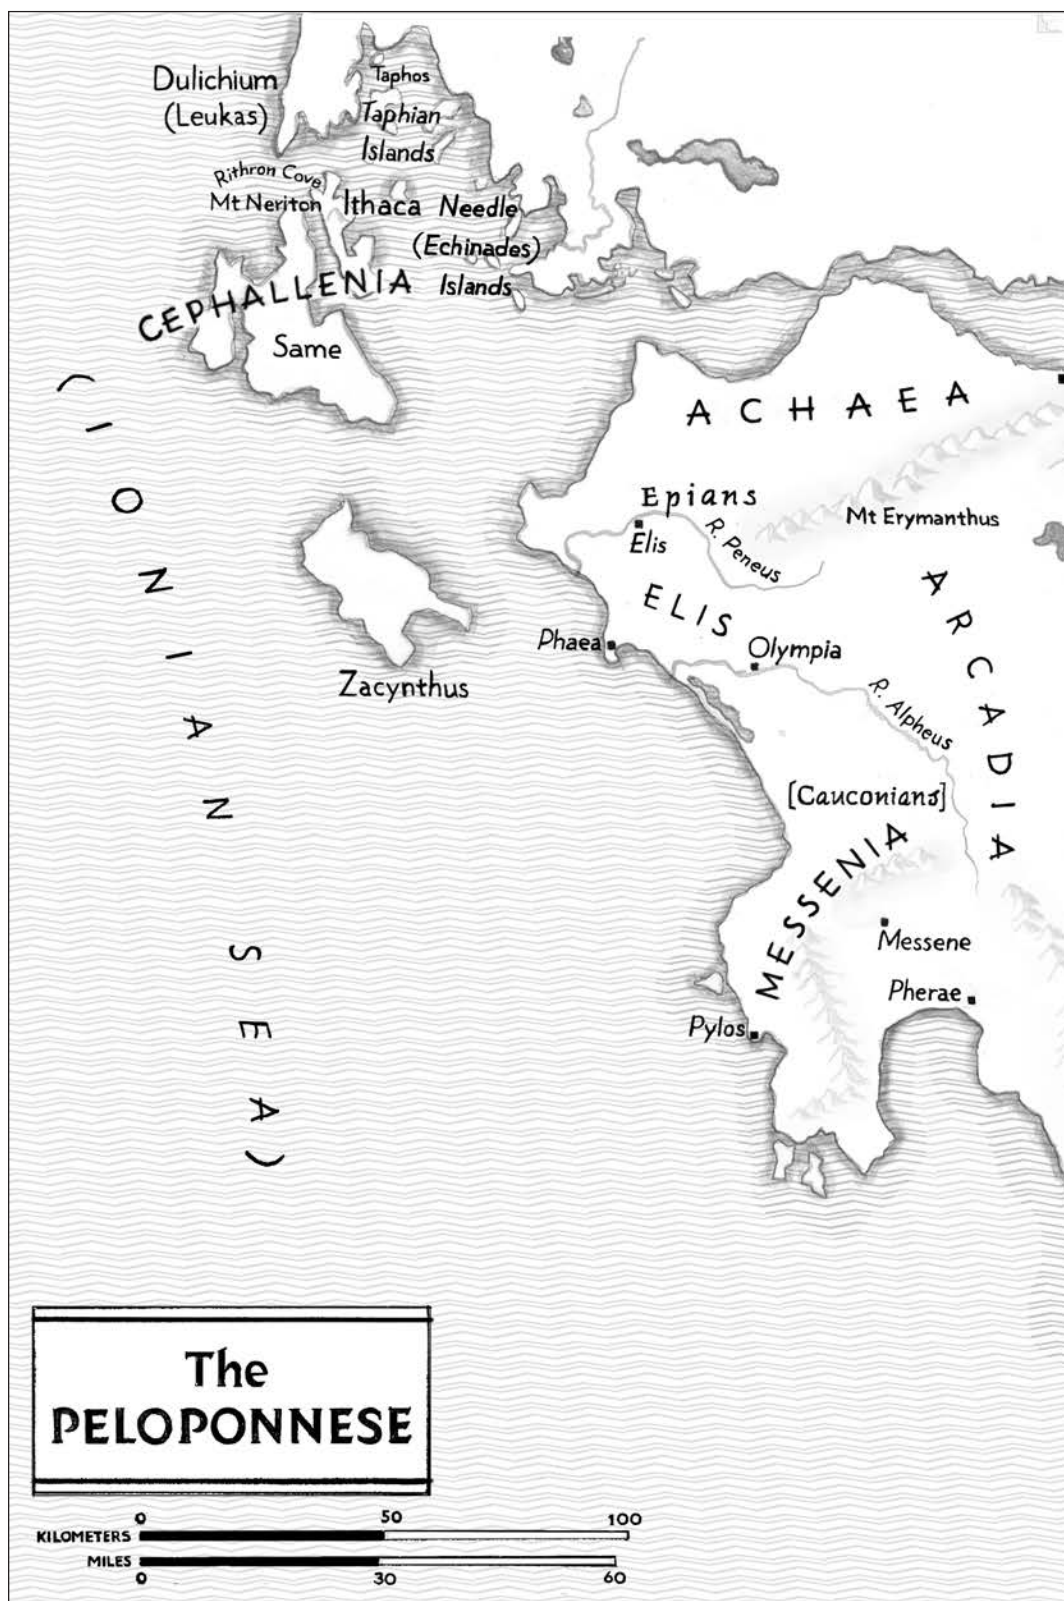 Dulichium
(Leukas)
Taphos
Taphian
Islands
Rithron Cove
Mt Neriton
Ithaca
Needle
(Echinades)
Islands
CEPHALLENIA
Same
ACHAEA
Epians
Mt Erymanthus
Elis
R. Peneus
ELIS
ARCADIA
Phaea
Olympia
Zacynthus
R. Alpheus
(IONIAN SEA)
[Cauconians]
MESSENIA
Messene
Pherae
Pylos
The
PELOPONNESE
0 50 100
KILOMETERS
MILES
0 30 60